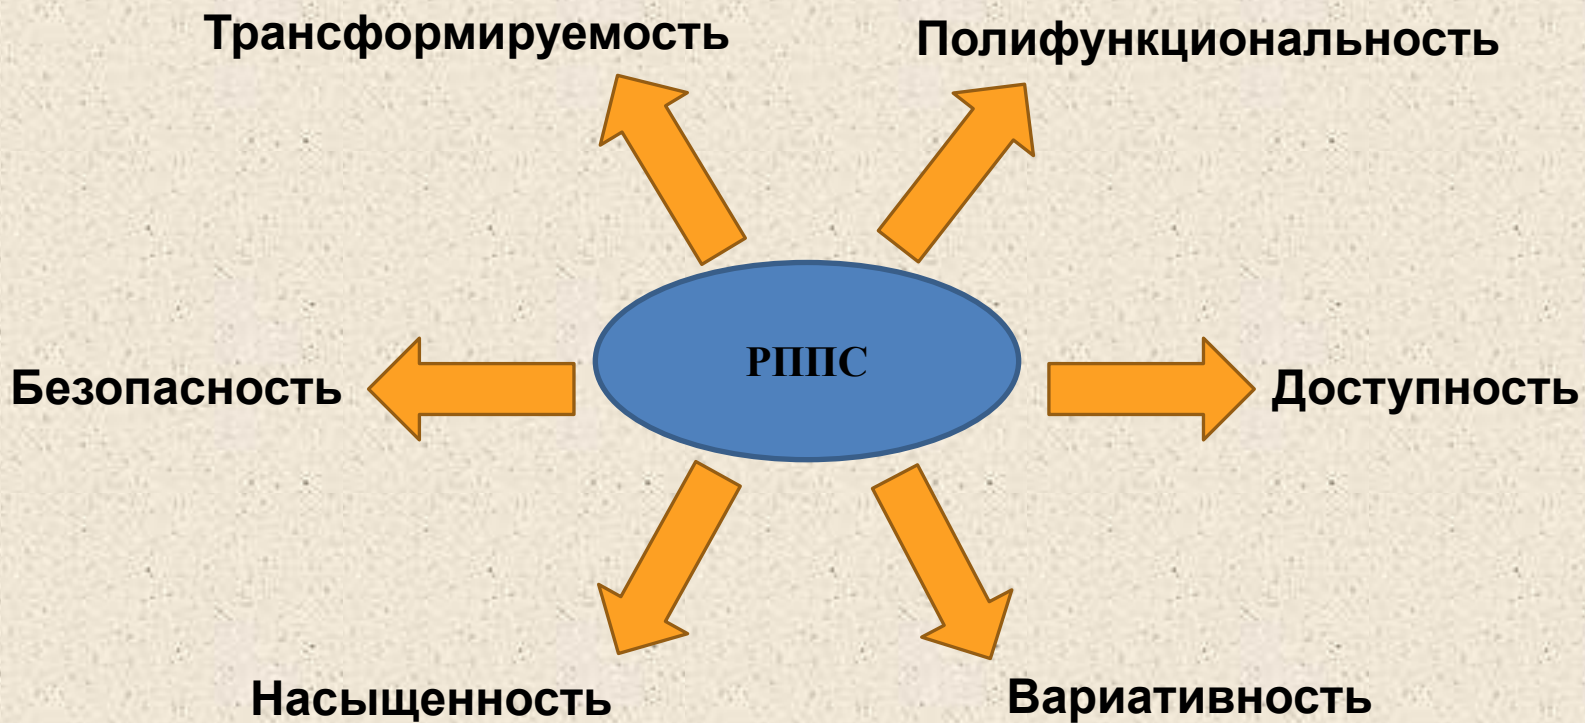 Трансформируемость
Полифункциональность
РППС
Безопасность
Доступность
Насыщенность
Вариативность